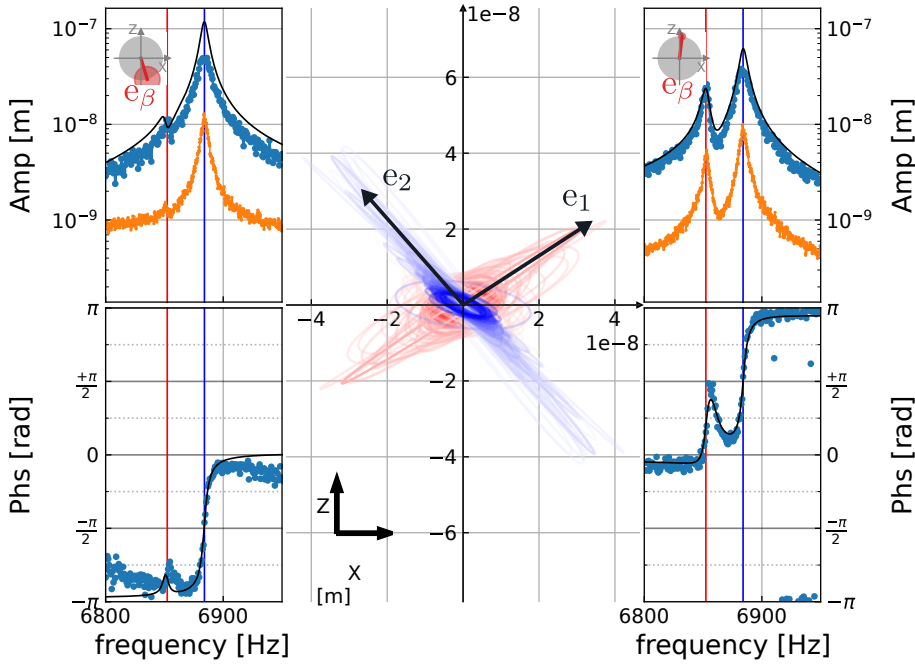 10⁻⁷
10⁻⁸
10⁻⁹
Amp [m]
z
x
e_β
1e-8
6
4
2
−2
−4
−6
−4
−2
2
4
1e-8
e₂
e₁
Z
X
[m]
z
x
e_β
10⁻⁷
10⁻⁸
10⁻⁹
Amp [m]
π
+π/2
0
−π/2
−π
Phs [rad]
6800
6900
frequency [Hz]
π
+π/2
0
−π/2
−π
Phs [rad]
6800
6900
frequency [Hz]